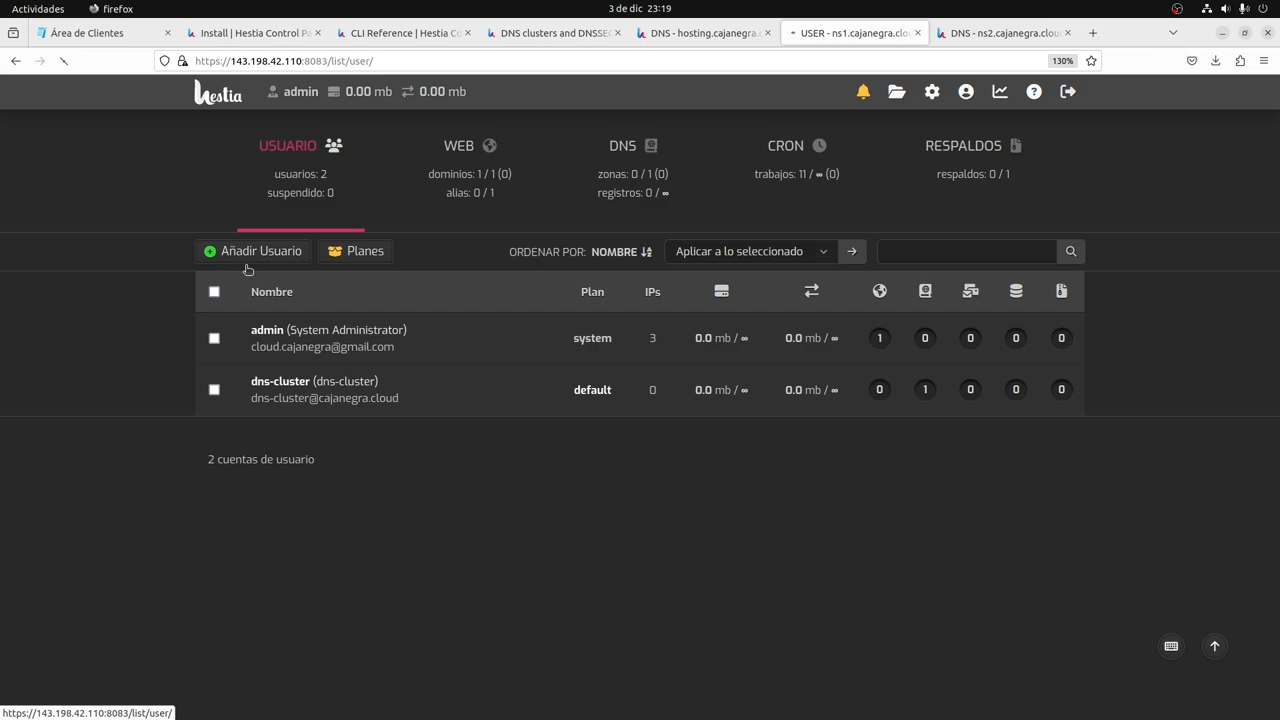 Actividades
firefox
3 de dic 23:19
Área de Clientes
Install | Hestia Control Pa
CLI Reference | Hestia Co
DNS clusters and DNSSEC
DNS - hosting.cajanegra.c
USER - ns1.cajanegra.clou
DNS - ns2.cajanegra.cloud
https://143.198.42.110:8083/list/user/
130%
hestia
admin
0.00 mb
0.00 mb
USUARIO
usuarios: 2
suspendido: 0
WEB
dominios: 1 / 1 (0)
alias: 0 / 1
DNS
zonas: 0 / 1 (0)
registros: 0 / ∞
CRON
trabajos: 11 / ∞ (0)
RESPALDOS
respaldos: 0 / 1
Añadir Usuario
Planes
ORDENAR POR: NOMBRE
Aplicar a lo seleccionado
Nombre
Plan
IPs
admin (System Administrator)
cloud.cajanegra@gmail.com
system
3
0.0 mb / ∞
0.0 mb / ∞
1
0
0
0
0
dns-cluster (dns-cluster)
dns-cluster@cajanegra.cloud
default
0
0.0 mb / ∞
0.0 mb / ∞
0
1
0
0
0
2 cuentas de usuario
https://143.198.42.110:8083/list/user/